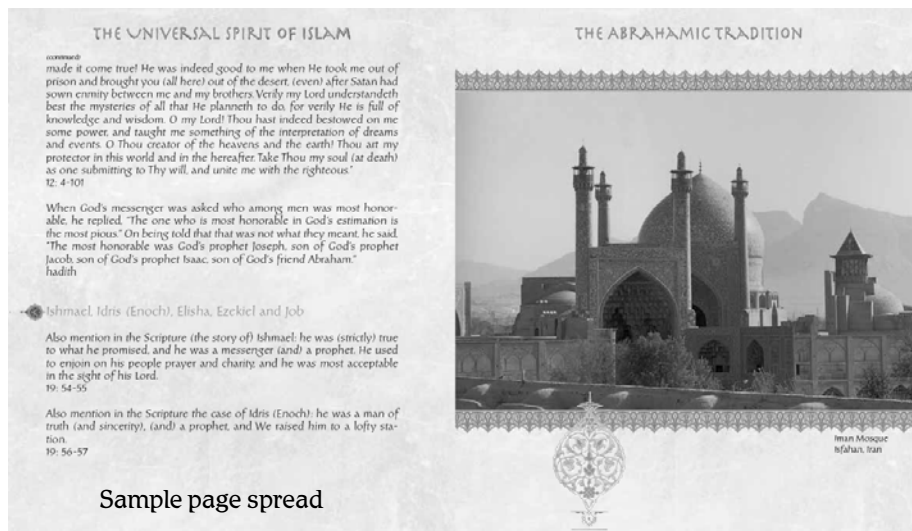 THE UNIVERSAL SPIRIT OF ISLAM
(continued)
made it come true! He was indeed good to me when He took me out of
prison and brought you (all here) out of the desert, (even) after Satan had
sown enmity between me and my brothers. Verily my Lord understandeth
best the mysteries of all that He planneth to do, for verily He is full of
knowledge and wisdom. O my Lord! Thou hast indeed bestowed on me
some power, and taught me something of the interpretation of dreams
and events. O Thou creator of the heavens and the earth! Thou art my
protector in this world and in the hereafter. Take Thou my soul (at death)
as one submitting to Thy will, and unite me with the righteous."
12: 4-101
When God's messenger was asked who among men was most honor-
able, he replied, "The one who is most honorable in God's estimation is
the most pious." On being told that that was not what they meant, he said,
"The most honorable was God's prophet Joseph, son of God's prophet
Jacob, son of God's prophet Isaac, son of God's friend Abraham."
hadith
Ishmael, Idris (Enoch), Elisha, Ezekiel and Job
Also mention in the Scripture (the story of) Ishmael: he was (strictly) true
to what he promised, and he was a messenger (and) a prophet. He used
to enjoin on his people prayer and charity, and he was most acceptable
in the sight of his Lord.
19: 54-55
Also mention in the Scripture the case of Idris (Enoch): he was a man of
truth (and sincerity), (and) a prophet, and We raised him to a lofty sta-
tion.
19: 56-57
Sample page spread
THE ABRAHAMIC TRADITION
Iman Mosque
Isfahan, Iran